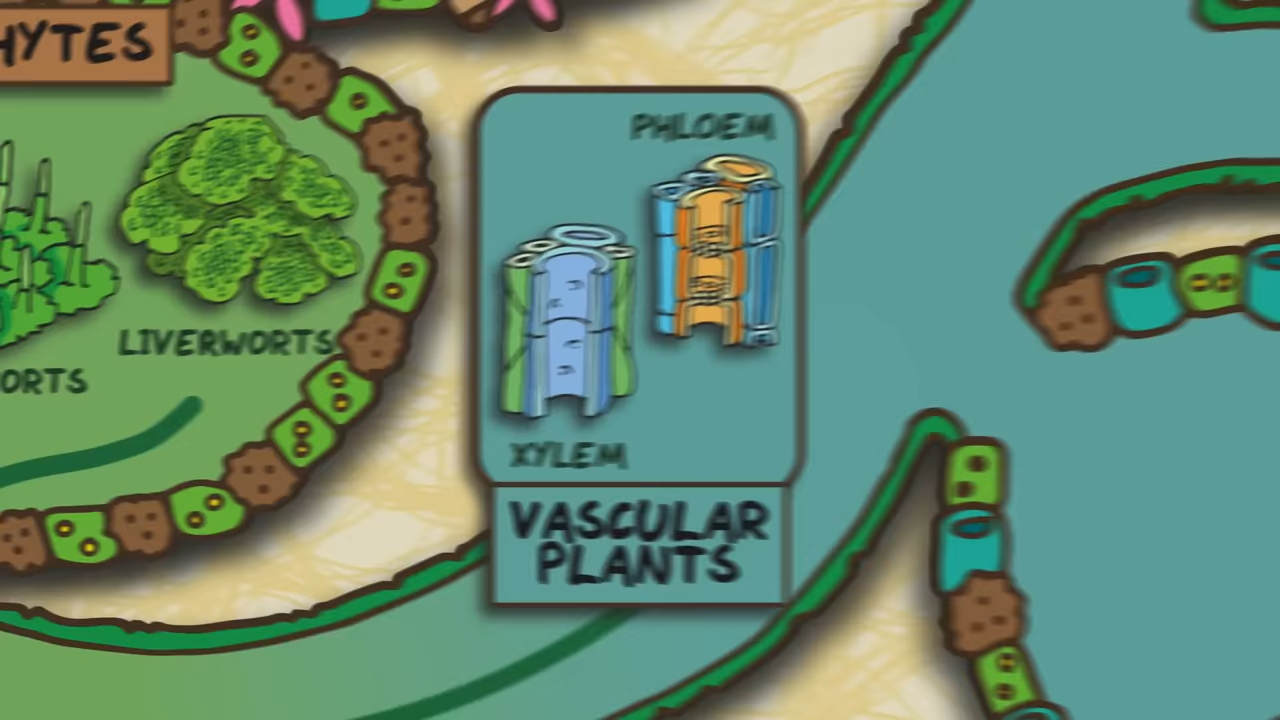 HYTES
PHLOEM
LIVERWORTS
ORTS
XYLEM
VASCULAR
PLANTS